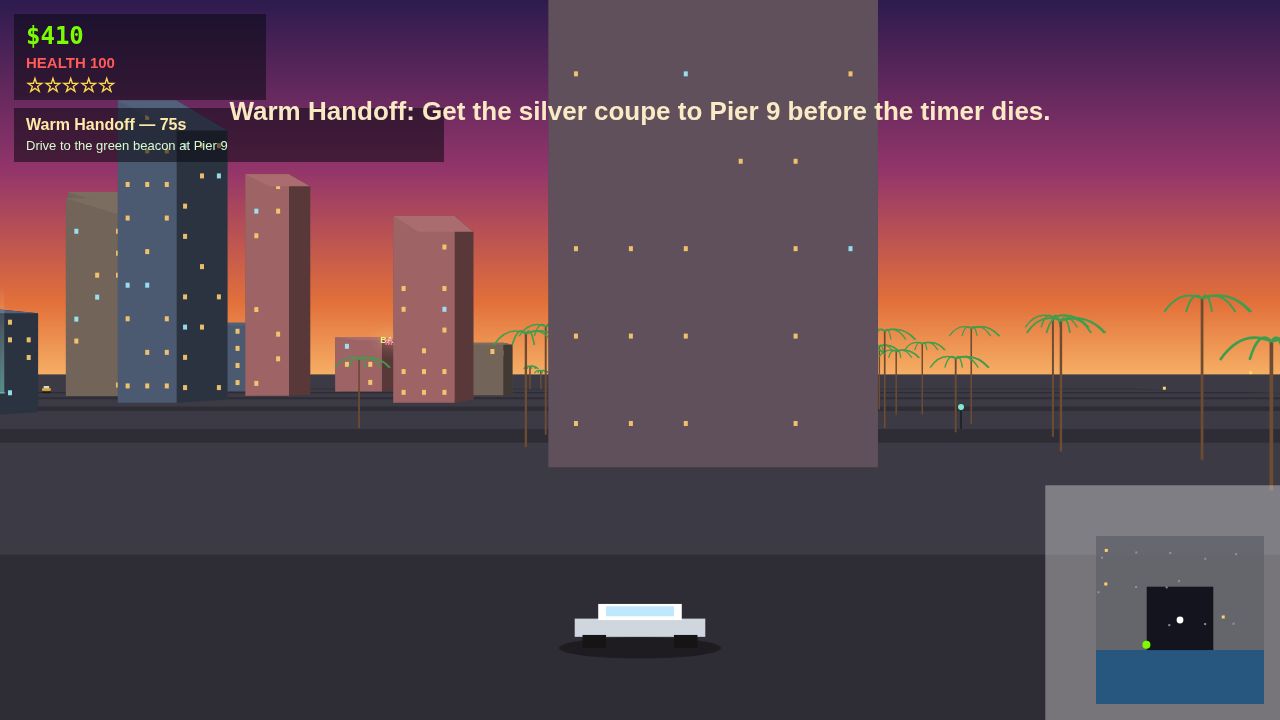 $410
HEALTH 100
☆☆☆☆☆
Warm Handoff: Get the silver coupe to Pier 9 before the timer dies.
Warm Handoff — 75s
Drive to the green beacon at Pier 9